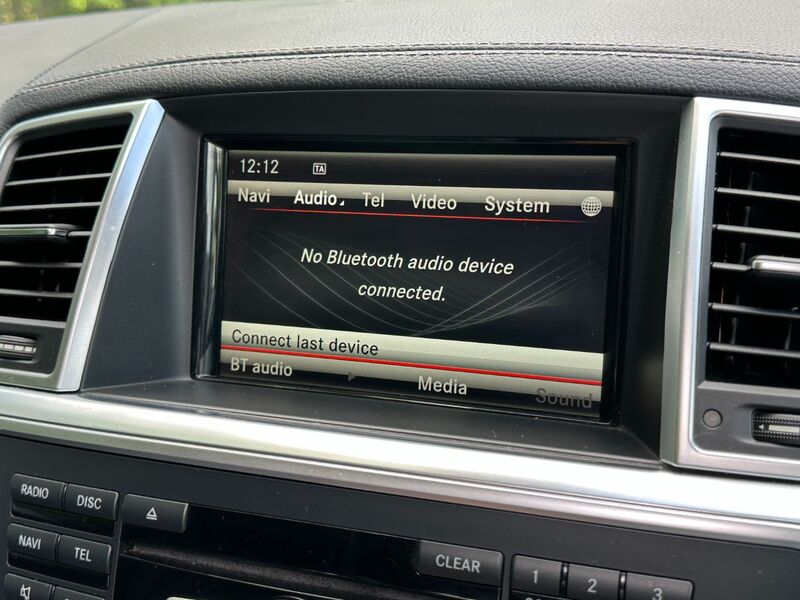 12:12 TA
Navi Audio Tel Video System
No Bluetooth audio device
connected.
Connect last device
BT audio Media Sound
RADIO DISC
NAVI TEL
CLEAR 1 2 3